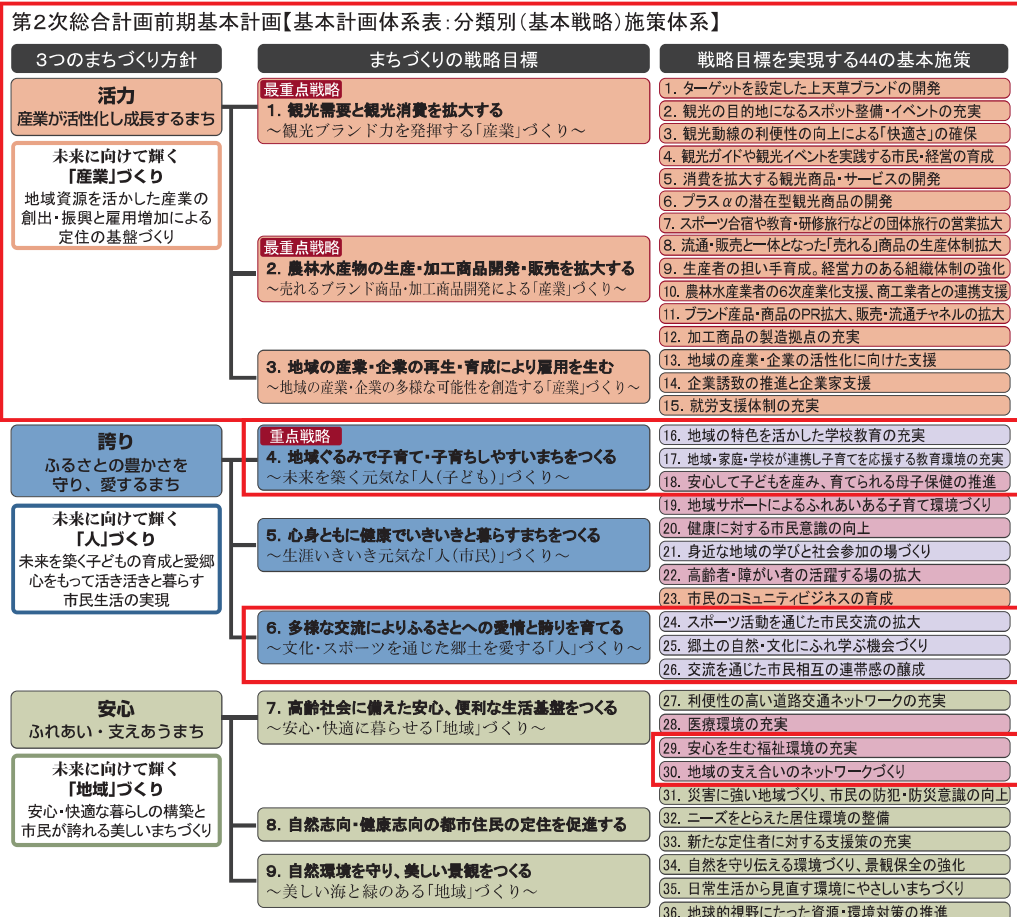 第2次総合計画前期基本計画【基本計画体系表：分類別（基本戦略）施策体系】
3つのまちづくり方針
まちづくりの戦略目標
戦略目標を実現する44の基本施策
活力
産業が活性化し成長するまち
未来に向けて輝く
「産業」づくり
地域資源を活かした産業の
創出・振興と雇用増加による
定住の基盤づくり
最重点戦略
1. 観光需要と観光消費を拡大する
～観光ブランド力を発揮する「産業」づくり～
最重点戦略
2. 農林水産物の生産・加工商品開発・販売を拡大する
～売れるブランド商品・加工商品開発による「産業」づくり～
3. 地域の産業・企業の再生・育成により雇用を生む
～地域の産業・企業の多様な可能性を創造する「産業」づくり～
1. ターゲットを設定した上天草ブランドの開発
2. 観光の目的地になるスポット整備・イベントの充実
3. 観光動線の利便性の向上による「快適さ」の確保
4. 観光ガイドや観光イベントを実践する市民・経営の育成
5. 消費を拡大する観光商品・サービスの開発
6. プラスαの潜在型観光商品の開発
7. スポーツ合宿や教育・研修旅行などの団体旅行の営業拡大
8. 流通・販売と一体となった「売れる」商品の生産体制拡大
9. 生産者の担い手育成。経営力のある組織体制の強化
10. 農林水産業者の6次産業化支援、商工業者との連携支援
11. ブランド産品・商品のPR拡大、販売・流通チャネルの拡大
12. 加工商品の製造拠点の充実
13. 地域の産業・企業の活性化に向けた支援
14. 企業誘致の推進と企業家支援
15. 就労支援体制の充実
誇り
ふるさとの豊かさを
守り、愛するまち
未来に向けて輝く
「人」づくり
未来を築く子どもの育成と愛郷
心をもって活き活きと暮らす
市民生活の実現
重点戦略
4. 地域ぐるみで子育て・子育ちしやすいまちをつくる
～未来を築く元気な「人（子ども）」づくり～
5. 心身ともに健康でいきいきと暮らすまちをつくる
～生涯いきいき元気な「人（市民）」づくり～
6. 多様な交流によりふるさとへの愛情と誇りを育てる
～文化・スポーツを通じた郷土を愛する「人」づくり～
16. 地域の特色を活かした学校教育の充実
17. 地域・家庭・学校が連携し子育てを応援する教育環境の充実
18. 安心して子どもを産み、育てられる母子保健の推進
19. 地域サポートによるふれあいある子育て環境づくり
20. 健康に対する市民意識の向上
21. 身近な地域の学びと社会参加の場づくり
22. 高齢者・障がい者の活躍する場の拡大
23. 市民のコミュニティビジネスの育成
24. スポーツ活動を通じた市民交流の拡大
25. 郷土の自然・文化にふれ学ぶ機会づくり
26. 交流を通じた市民相互の連帯感の醸成
安心
ふれあい・支えあうまち
未来に向けて輝く
「地域」づくり
安心・快適な暮らしの構築と
市民が誇れる美しいまちづくり
7. 高齢社会に備えた安心、便利な生活基盤をつくる
～安心・快適に暮らせる「地域」づくり～
8. 自然志向・健康志向の都市住民の定住を促進する
9. 自然環境を守り、美しい景観をつくる
～美しい海と緑のある「地域」づくり～
27. 利便性の高い道路交通ネットワークの充実
28. 医療環境の充実
29. 安心を生む福祉環境の充実
30. 地域の支え合いのネットワークづくり
31. 災害に強い地域づくり、市民の防犯・防災意識の向上
32. ニーズをとらえた居住環境の整備
33. 新たな定住者に対する支援策の充実
34. 自然を守り伝える環境づくり、景観保全の強化
35. 日常生活から見直す環境にやさしいまちづくり
36. 地球的視野にたった資源・環境対策の推進